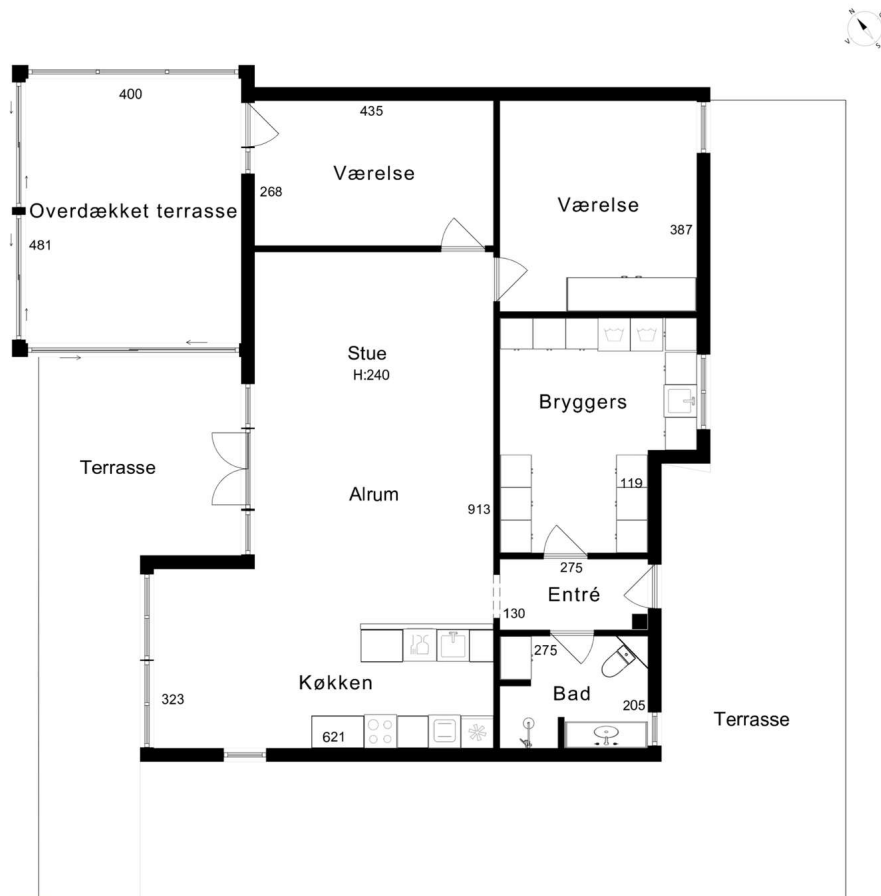 N
Ø
V
S
400
435
Værelse
268
Værelse
Overdækket terrasse
387
481
Stue
H:240
Bryggers
Terrasse
119
Alrum
913
275
Entré
130
275
Køkken
Bad
323
205
Terrasse
621